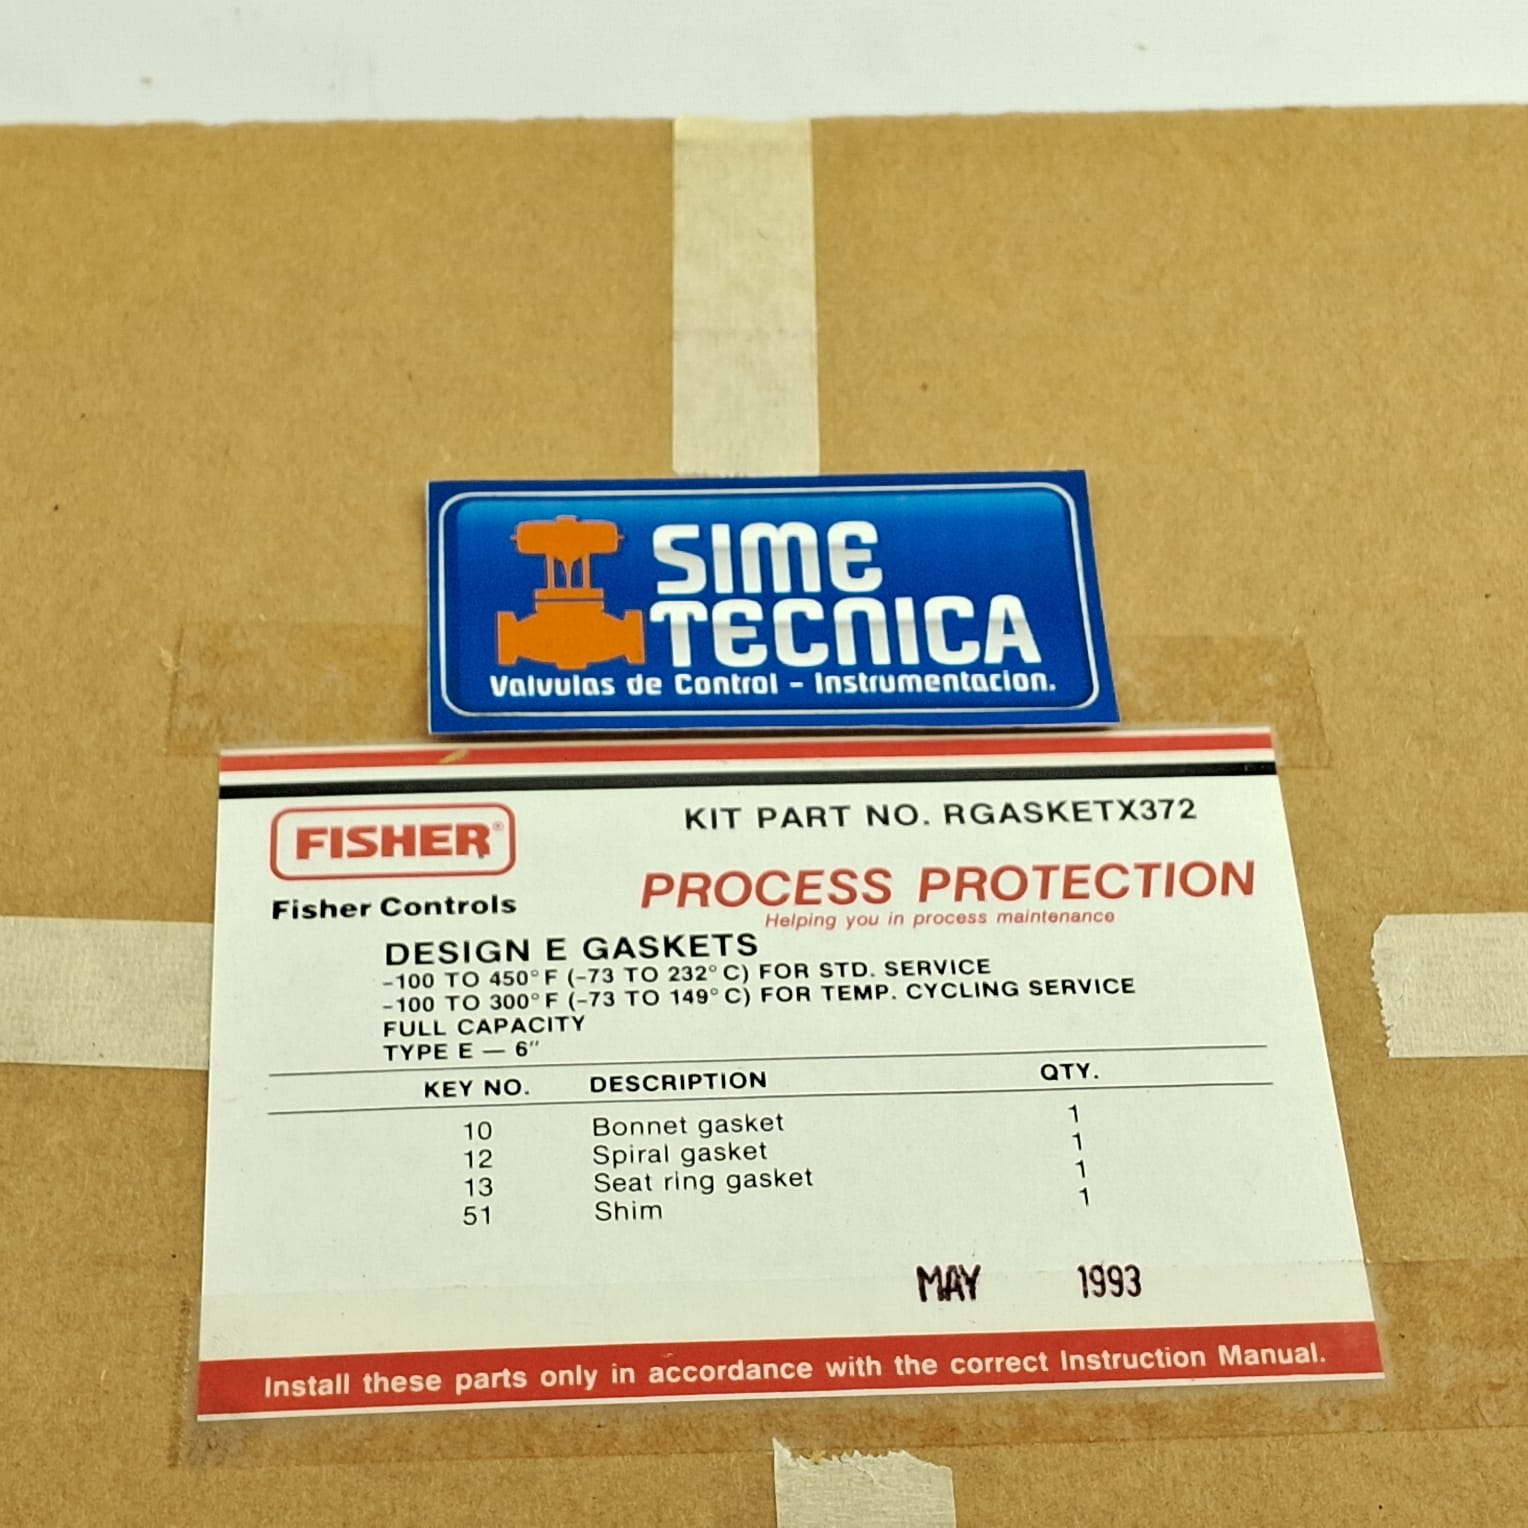 SIME
TECNICA
Valvulas de Control - Instrumentacion.
FISHER®
KIT PART NO. RGASKETX372
Fisher Controls
PROCESS PROTECTION
Helping you in process maintenance
DESIGN E GASKETS
-100 TO 450°F (-73 TO 232°C) FOR STD. SERVICE
-100 TO 300°F (-73 TO 149°C) FOR TEMP. CYCLING SERVICE
FULL CAPACITY
TYPE E — 6"
KEY NO. DESCRIPTION QTY.
10 Bonnet gasket 1
12 Spiral gasket 1
13 Seat ring gasket 1
51 Shim 1
MAY 1993
Install these parts only in accordance with the correct Instruction Manual.